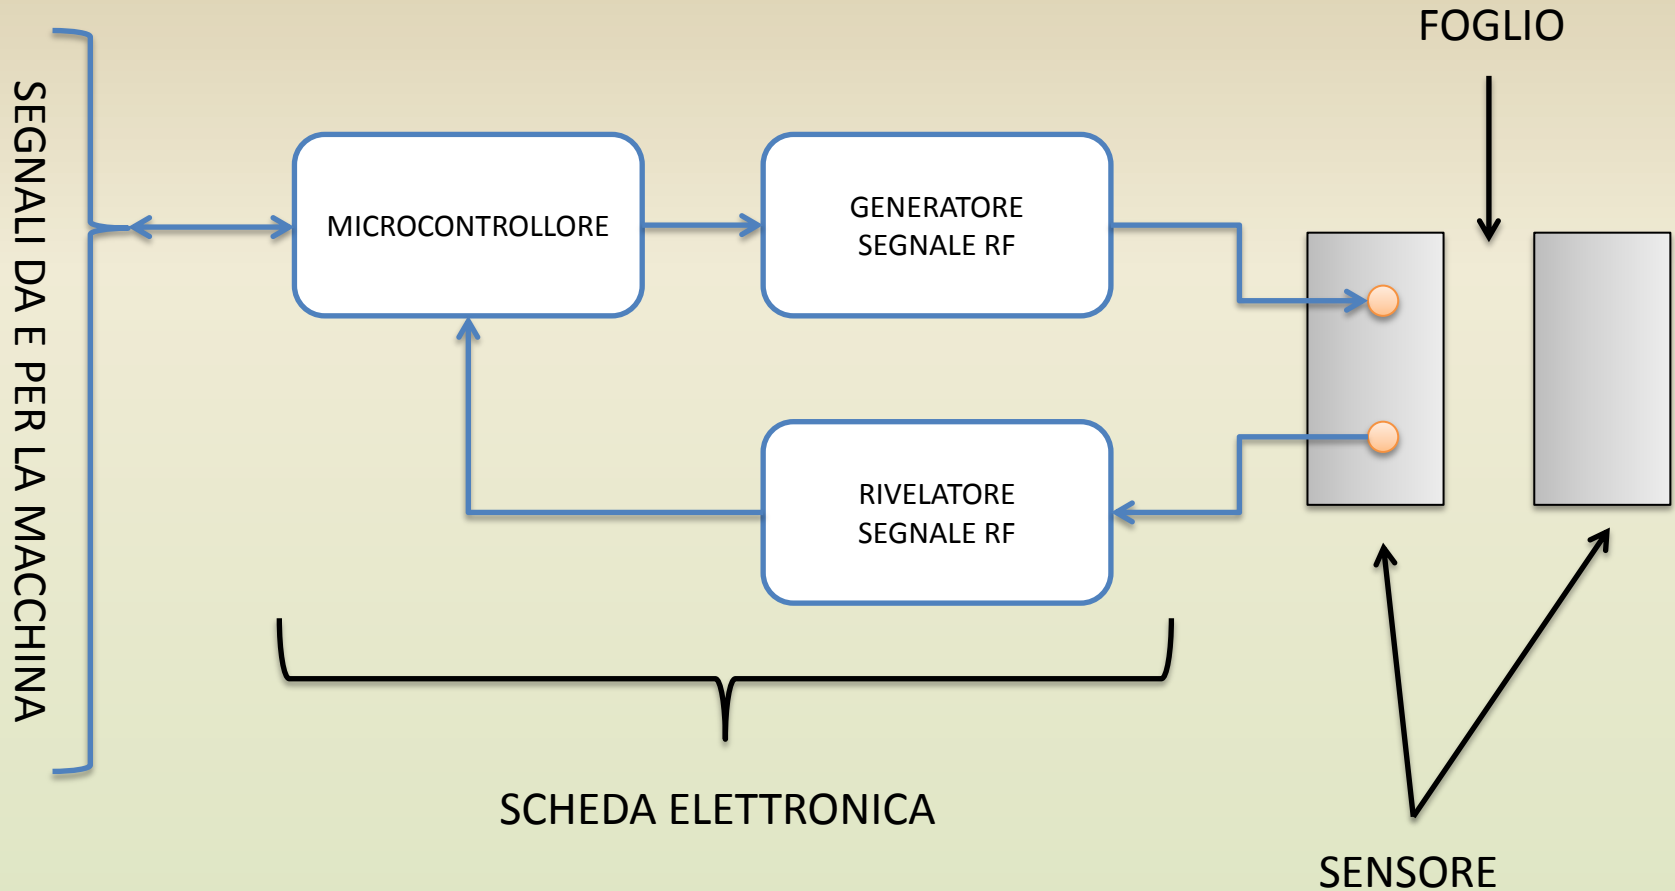 FOGLIO
SEGNALI DA E PER LA MACCHINA
MICROCONTROLLORE
GENERATORE
SEGNALE RF
RIVELATORE
SEGNALE RF
SCHEDA ELETTRONICA
SENSORE